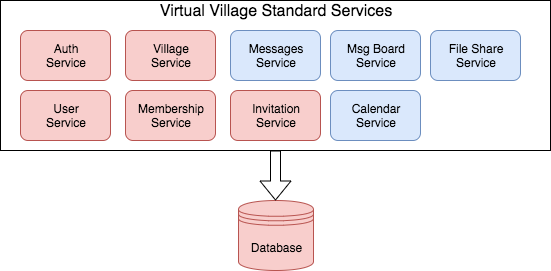 Virtual Village Standard Services
Auth
Service
Village
Service
Messages
Service
Msg Board
Service
File Share
Service
User
Service
Membership
Service
Invitation
Service
Calendar
Service
Database